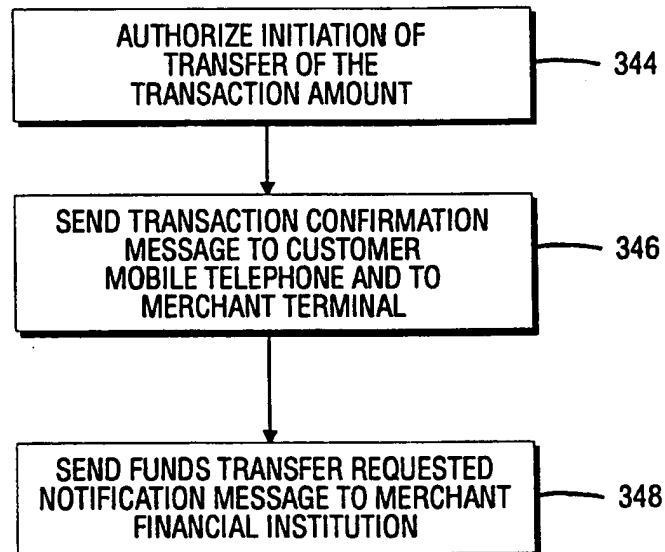 AUTHORIZE INITIATION OF
TRANSFER OF THE
TRANSACTION AMOUNT
344
SEND TRANSACTION CONFIRMATION
MESSAGE TO CUSTOMER
MOBILE TELEPHONE AND TO
MERCHANT TERMINAL
346
SEND FUNDS TRANSFER REQUESTED
NOTIFICATION MESSAGE TO MERCHANT
FINANCIAL INSTITUTION
348